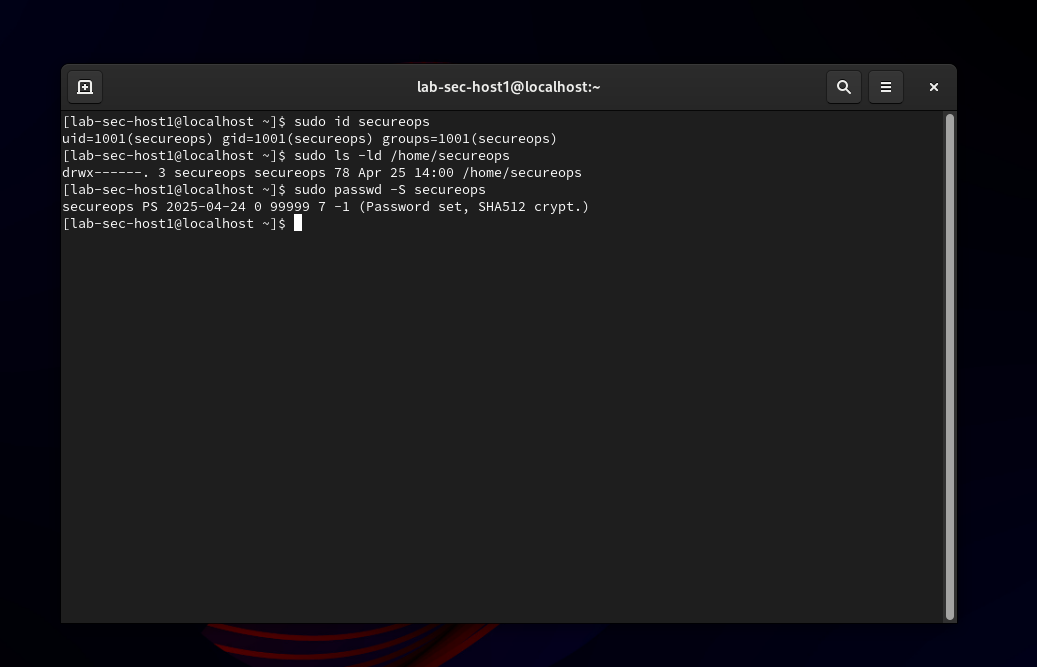 lab-sec-host1@localhost:~
[lab-sec-host1@localhost ~]$ sudo id secureops
uid=1001(secureops) gid=1001(secureops) groups=1001(secureops)
[lab-sec-host1@localhost ~]$ sudo ls -ld /home/secureops
drwx------. 3 secureops secureops 78 Apr 25 14:00 /home/secureops
[lab-sec-host1@localhost ~]$ sudo passwd -S secureops
secureops PS 2025-04-24 0 99999 7 -1 (Password set, SHA512 crypt.)
[lab-sec-host1@localhost ~]$